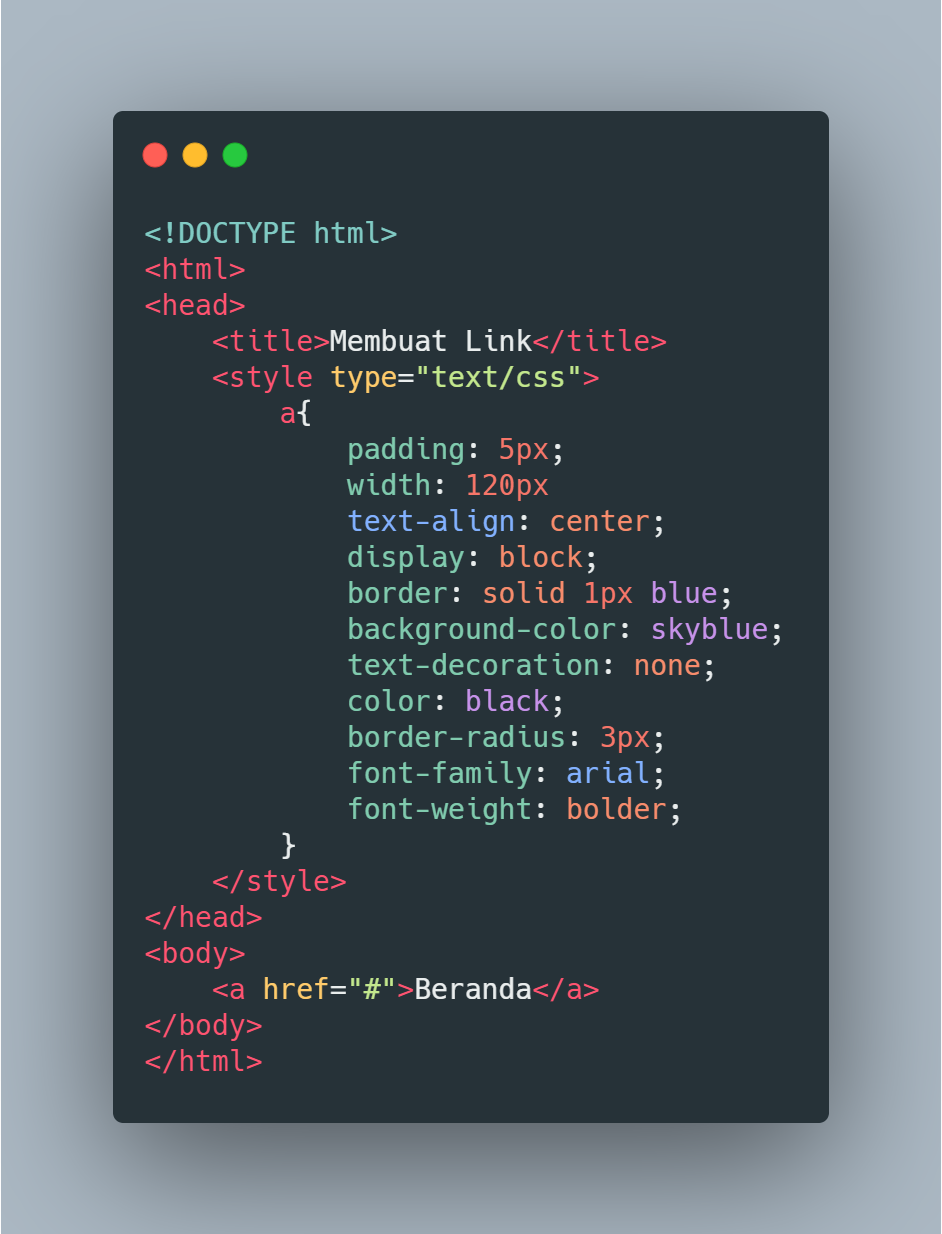 <!DOCTYPE html>
<html>
<head>
    <title>Membuat Link</title>
    <style type="text/css">
        a{
            padding: 5px;
            width: 120px
            text-align: center;
            display: block;
            border: solid 1px blue;
            background-color: skyblue;
            text-decoration: none;
            color: black;
            border-radius: 3px;
            font-family: arial;
            font-weight: bolder;
        }
    </style>
</head>
<body>
    <a href="#">Beranda</a>
</body>
</html>